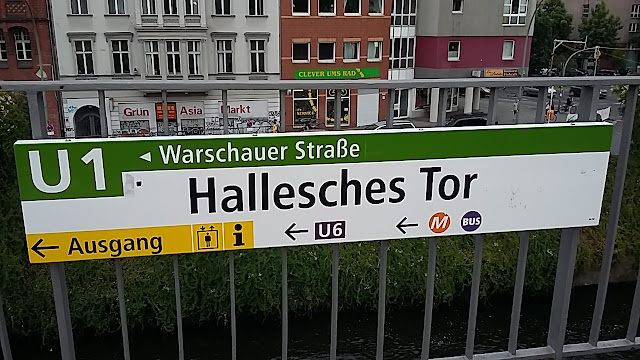 CLEVER UMS RAD
Grün Asia Markt
U1 Warschauer Straße
Hallesches Tor
Ausgang i U6 M BUS